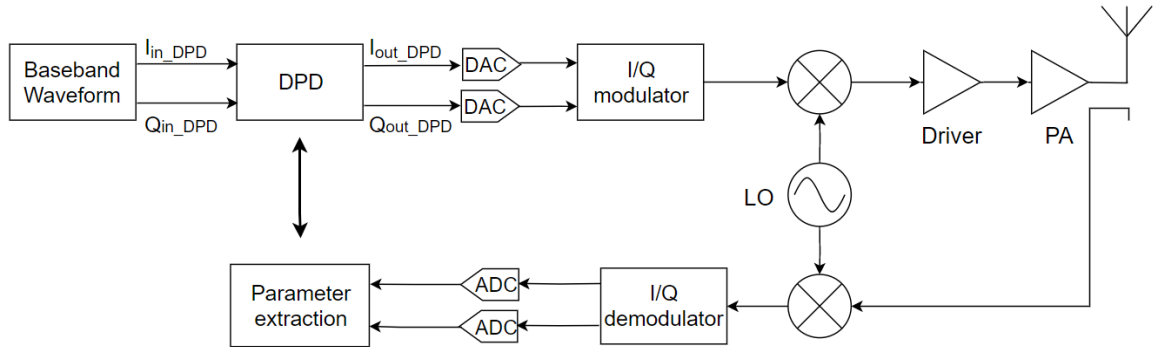 Baseband
Waveform
I_in_DPD
Q_in_DPD
DPD
I_out_DPD
Q_out_DPD
DAC
DAC
I/Q
modulator
Driver
PA
LO
Parameter
extraction
ADC
ADC
I/Q
demodulator